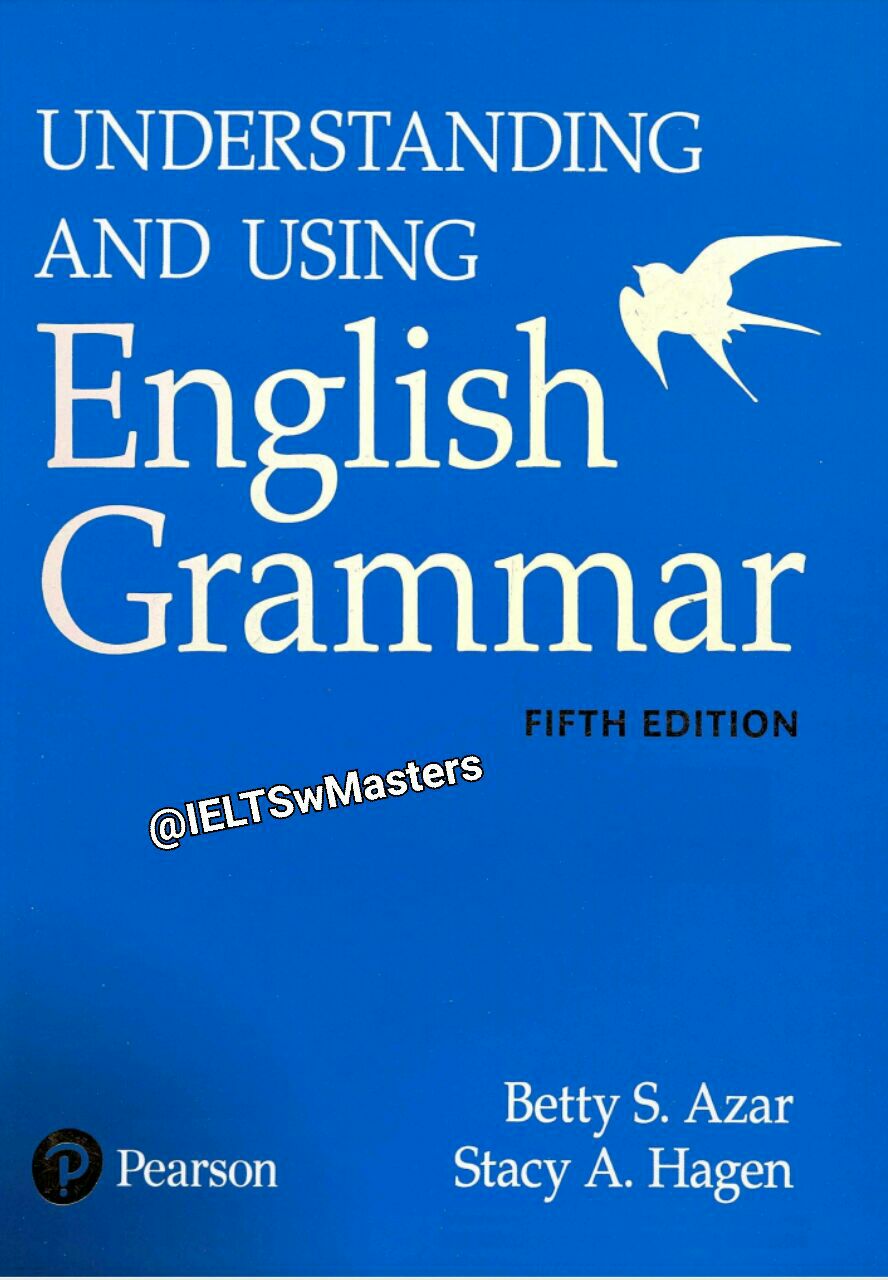 UNDERSTANDING
AND USING
English
Grammar
FIFTH EDITION
@IELTSwMasters
Betty S. Azar
Stacy A. Hagen
Pearson